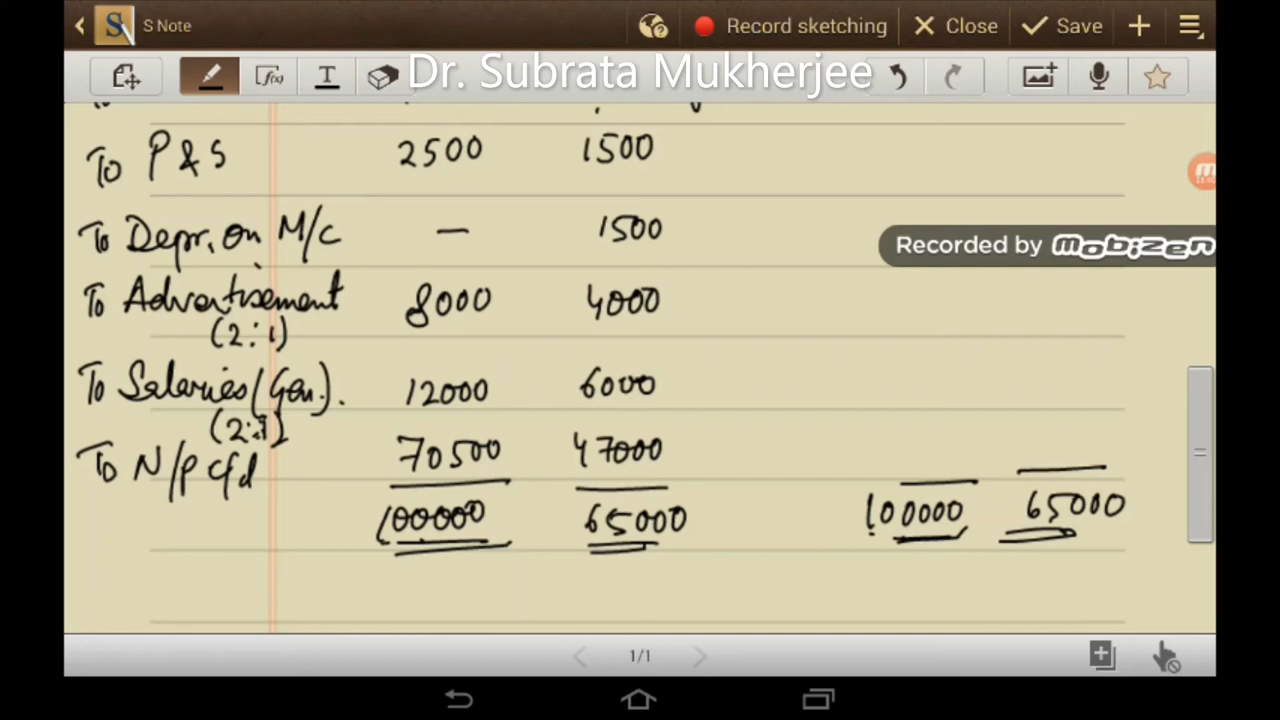 S Note Record sketching Close Save
Dr. Subrata Mukherjee
To P & S 2500 1500
To Depr. on M/C — 1500
Recorded by mobizen
To Advertisement 8000 4000
(2:1)
To Salaries (Gen). 12000 6000
(2:1)
To N/P c/d 70500 47000
100000 65000 100000 65000
1/1